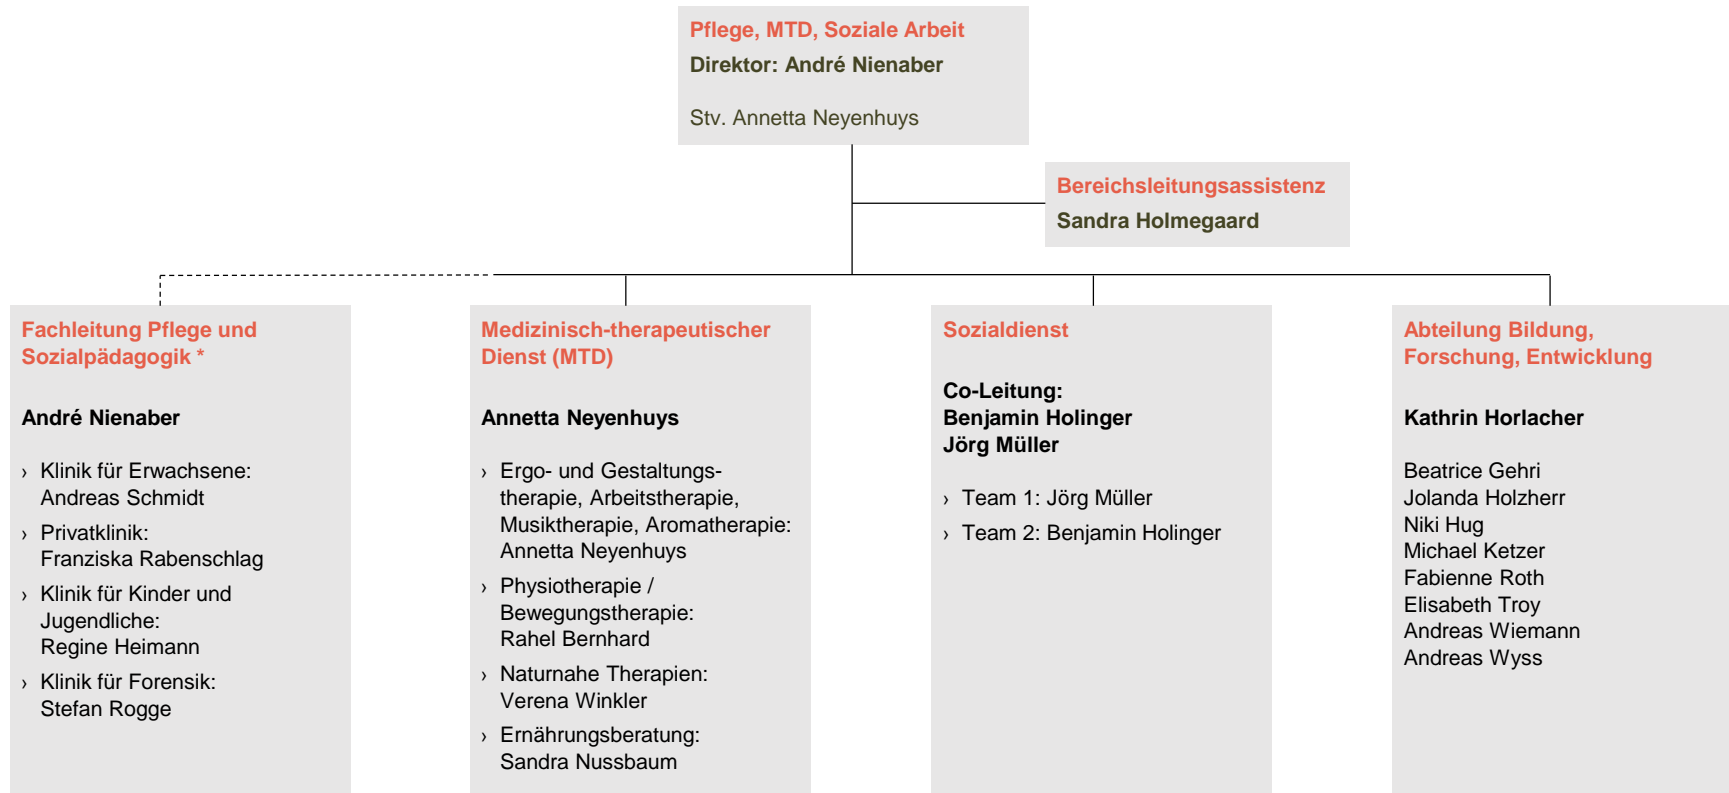 Pflege, MTD, Soziale Arbeit
Direktor: André Nienaber
Stv. Annetta Neyenhuys
Bereichsleitungsassistenz
Sandra Holmegaard
Fachleitung Pflege und
Sozialpädagogik *
André Nienaber
› Klinik für Erwachsene:
Andreas Schmidt
› Privatklinik:
Franziska Rabenschlag
› Klinik für Kinder und
Jugendliche:
Regine Heimann
› Klinik für Forensik:
Stefan Rogge
Medizinisch-therapeutischer
Dienst (MTD)
Annetta Neyenhuys
› Ergo- und Gestaltungs-
therapie, Arbeitstherapie,
Musiktherapie, Aromatherapie:
Annetta Neyenhuys
› Physiotherapie /
Bewegungstherapie:
Rahel Bernhard
› Naturnahe Therapien:
Verena Winkler
› Ernährungsberatung:
Sandra Nussbaum
Sozialdienst
Co-Leitung:
Benjamin Holinger
Jörg Müller
› Team 1: Jörg Müller
› Team 2: Benjamin Holinger
Abteilung Bildung,
Forschung, Entwicklung
Kathrin Horlacher
Beatrice Gehri
Jolanda Holzherr
Niki Hug
Michael Ketzer
Fabienne Roth
Elisabeth Troy
Andreas Wiemann
Andreas Wyss